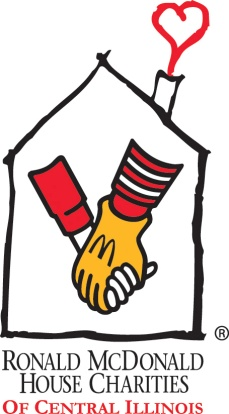 ®
RONALD MCDONALD
HOUSE CHARITIES
OF CENTRAL ILLINOIS